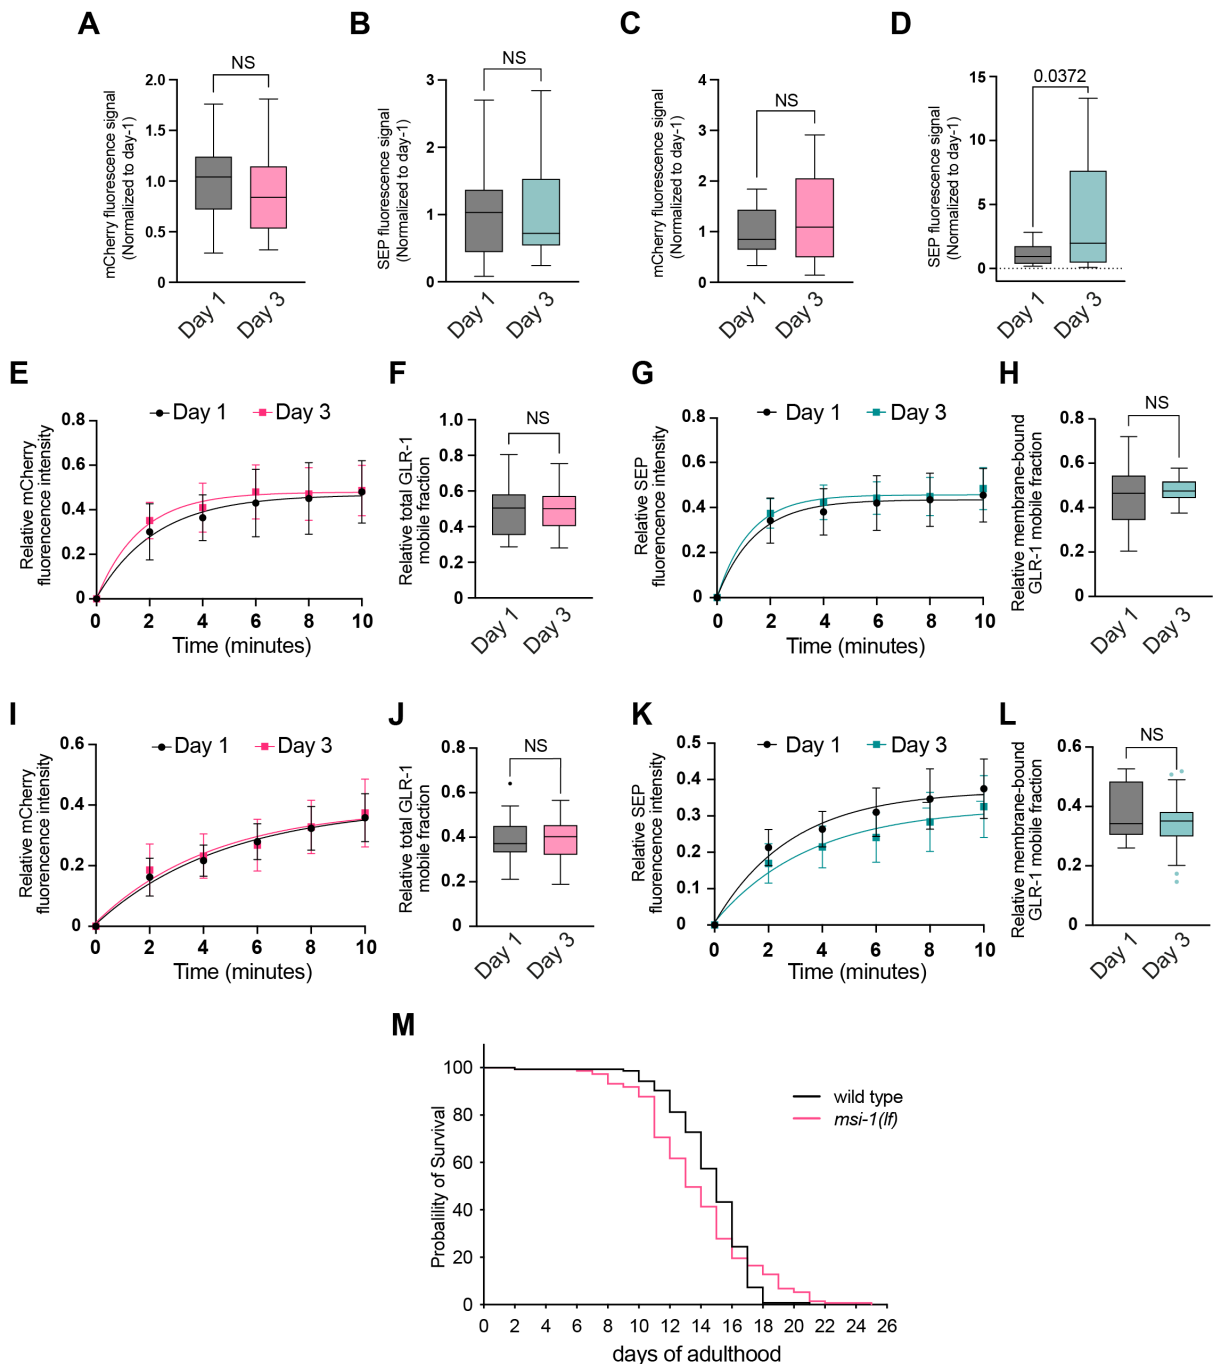 A
mCherry fluorescence signal
(Normalized to day-1)
2.0
1.5
1.0
0.5
0
NS
Day 1
Day 3
B
SEP fluorescence signal
(Normalized to day-1)
3
2
1
0
NS
Day 1
Day 3
C
mCherry fluorescence signal
(Normalized to day-1)
4
3
2
1
0
NS
Day 1
Day 3
D
SEP fluorescence signal
(Normalized to day-1)
15
10
5
0
0.0372
Day 1
Day 3
E
Day 1
Day 3
Relative mCherry
fluorescence intensity
0.8
0.6
0.4
0.2
0
0 2 4 6 8 10
Time (minutes)
F
Relative total GLR-1
mobile fraction
1.0
0.8
0.6
0.4
0.2
0
NS
Day 1
Day 3
G
Day 1
Day 3
Relative SEP
fluorescence intensity
0.8
0.6
0.4
0.2
0
0 2 4 6 8 10
Time (minutes)
H
Relative membrane-bound
GLR-1 mobile fraction
0.8
0.6
0.4
0.2
0
NS
Day 1
Day 3
I
Day 1
Day 3
Relative mCherry
fluorescence intensity
0.6
0.4
0.2
0
0 2 4 6 8 10
Time (minutes)
J
Relative total GLR-1
mobile fraction
0.8
0.6
0.4
0.2
0
NS
Day 1
Day 3
K
Day 1
Day 3
Relative SEP
fluorescence intensity
0.5
0.4
0.3
0.2
0.1
0
0 2 4 6 8 10
Time (minutes)
L
Relative membrane-bound
GLR-1 mobile fraction
0.6
0.4
0.2
0
NS
Day 1
Day 3
M
Probalility of Survival
100
80
60
40
20
0
wild type
msi-1(lf)
0 2 4 6 8 10 12 14 16 18 20 22 24 26
days of adulthood